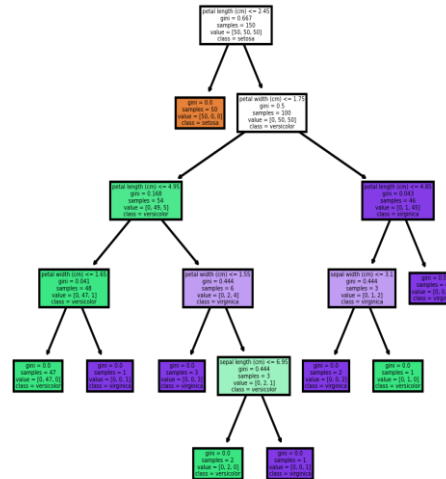 petal length (cm) <= 2.45
gini = 0.667
samples = 150
value = [50, 50, 50]
class = setosa
gini = 0.0
samples = 50
value = [50, 0, 0]
class = setosa
petal width (cm) <= 1.75
gini = 0.5
samples = 100
value = [0, 50, 50]
class = versicolor
petal length (cm) <= 4.95
gini = 0.168
samples = 54
value = [0, 49, 5]
class = versicolor
petal length (cm) <= 4.85
gini = 0.043
samples = 46
value = [0, 1, 45]
class = virginica
petal width (cm) <= 1.65
gini = 0.041
samples = 48
value = [0, 47, 1]
class = versicolor
petal width (cm) <= 1.55
gini = 0.444
samples = 6
value = [0, 2, 4]
class = virginica
sepal width (cm) <= 3.1
gini = 0.444
samples = 3
value = [0, 1, 2]
class = virginica
gini = 0.0
samples =
value = [0, 0,
class = virginica
gini = 0.0
samples = 47
value = [0, 47, 0]
class = versicolor
gini = 0.0
samples = 1
value = [0, 0, 1]
class = virginica
gini = 0.0
samples = 3
value = [0, 0, 3]
class = virginica
sepal length (cm) <= 6.95
gini = 0.444
samples = 3
value = [0, 2, 1]
class = versicolor
gini = 0.0
samples = 2
value = [0, 0, 2]
class = virginica
gini = 0.0
samples = 1
value = [0, 1, 0]
class = versicolor
gini = 0.0
samples = 2
value = [0, 2, 0]
class = versicolor
gini = 0.0
samples = 1
value = [0, 0, 1]
class = virginica